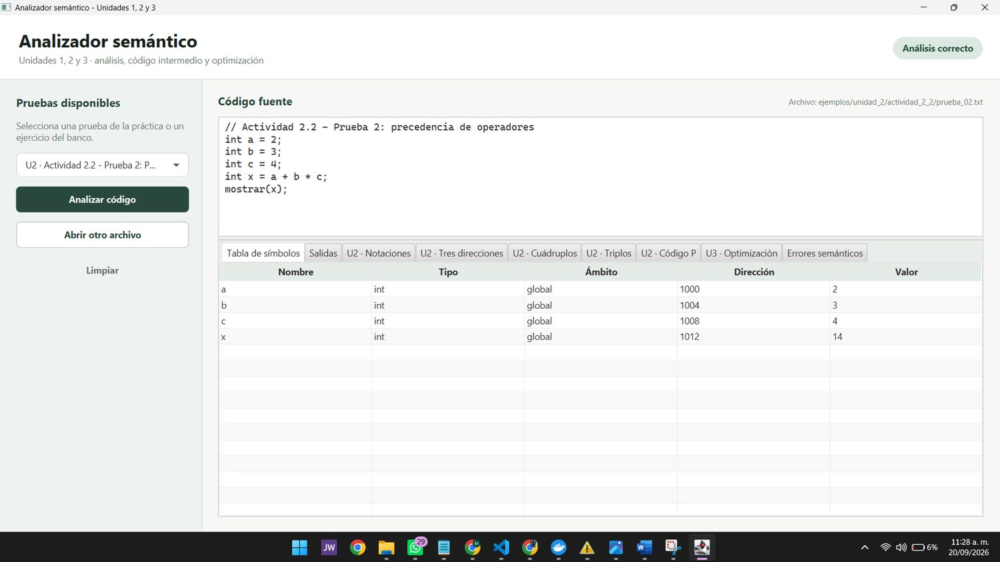 Analizador semántico - Unidades 1, 2 y 3
Analizador semántico
Unidades 1, 2 y 3 · análisis, código intermedio y optimización
Análisis correcto
Pruebas disponibles
Selecciona una prueba de la práctica o un
ejercicio del banco.
U2 · Actividad 2.2 - Prueba 2: P...
Analizar código
Abrir otro archivo
Limpiar
Código fuente
Archivo: ejemplos/unidad_2/actividad_2_2/prueba_02.txt
// Actividad 2.2 – Prueba 2: precedencia de operadores
int a = 2;
int b = 3;
int c = 4;
int x = a + b * c;
mostrar(x);
Tabla de símbolos Salidas U2 · Notaciones U2 · Tres direcciones U2 · Cuádruplos U2 · Triplos U2 · Código P U3 · Optimización Errores semánticos
Nombre Tipo Ámbito Dirección Valor
a int global 1000 2
b int global 1004 3
c int global 1008 4
x int global 1012 14
JW
29
M
W
6%
11:28 a. m.
20/09/2026